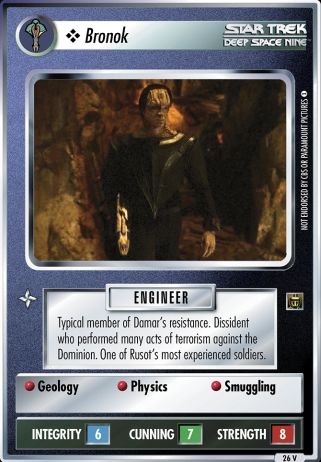 ❖ Bronok
STAR TREK
DEEP SPACE NINE
NOT ENDORSED BY CBS OR PARAMOUNT PICTURES
ENGINEER
Typical member of Damar's resistance. Dissident
who performed many acts of terrorism against the
Dominion. One of Rusot's most experienced soldiers.
Geology Physics Smuggling
INTEGRITY 6 CUNNING 7 STRENGTH 8
26 V